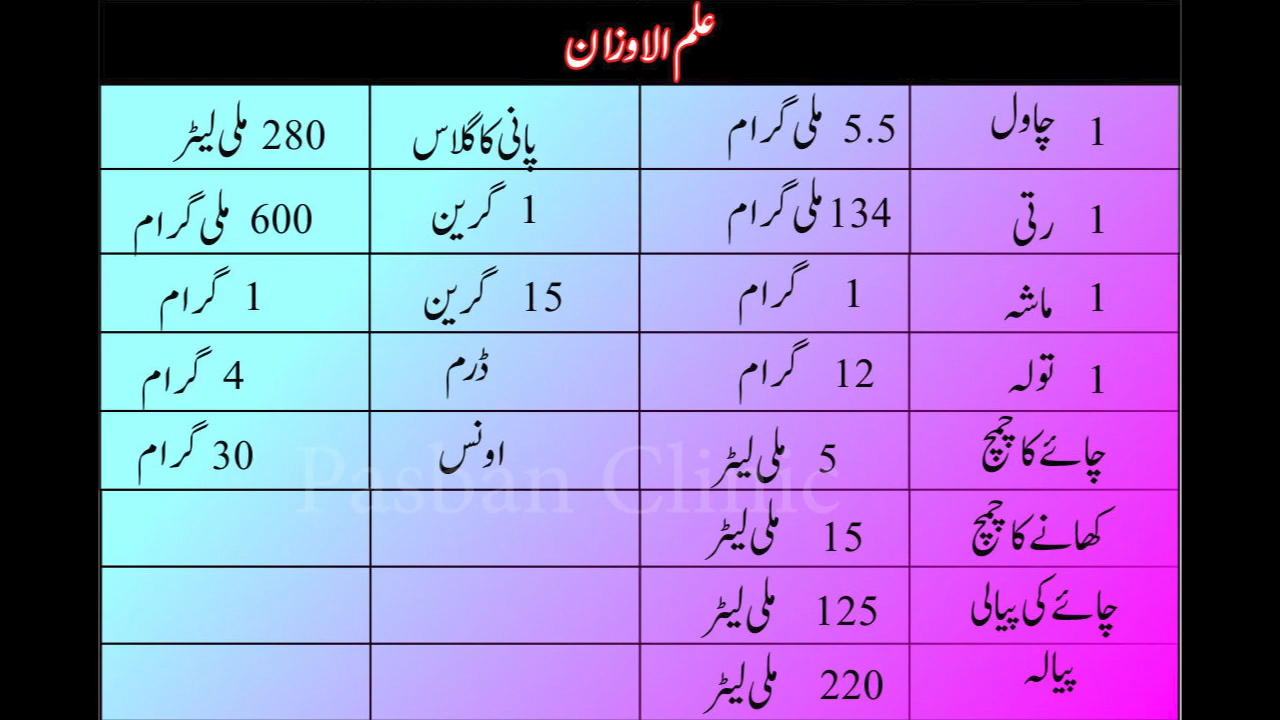 علم الاوزان
1 چاول 5.5 ملی گرام پانی کا گلاس 280 ملی لیٹر
1 رتی 134 ملی گرام 1 گرین 600 ملی گرام
1 ماشہ 1 گرام 15 گرین 1 گرام
1 تولہ 12 گرام ڈرم 4 گرام
چائے کا چمچ 5 ملی لیٹر اونس 30 گرام
کھانے کا چمچ 15 ملی لیٹر
چائے کی پیالی 125 ملی لیٹر
پیالہ 220 ملی لیٹر
Pasban Clinic